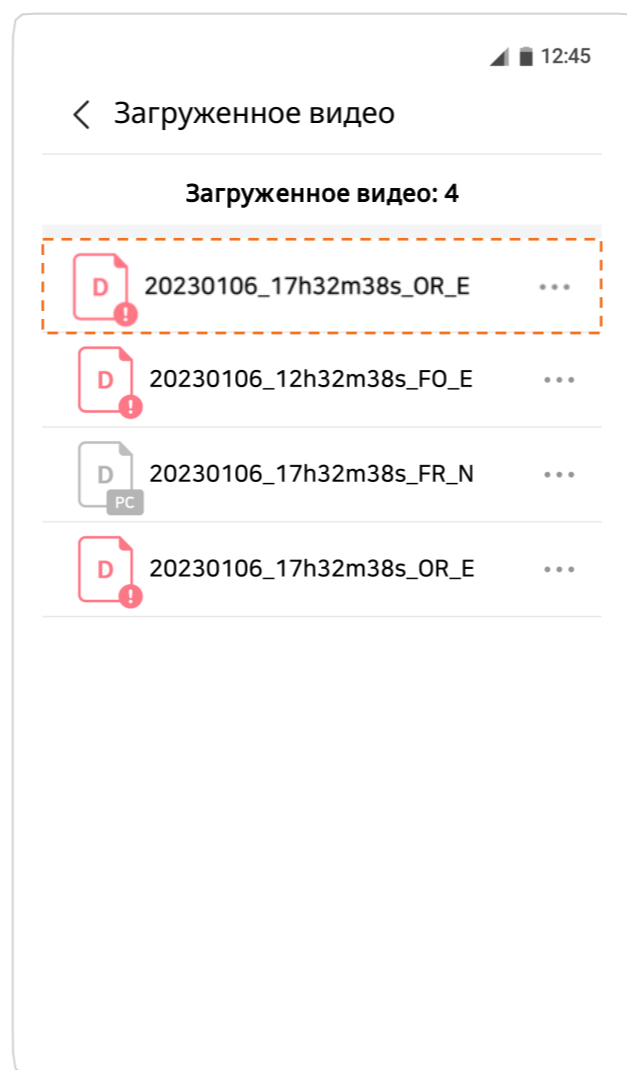 12:45
Загруженное видео
Загруженное видео: 4
D 20230106_17h32m38s_OR_E
!
D 20230106_12h32m38s_FO_E
!
D 20230106_17h32m38s_FR_N
PC
D 20230106_17h32m38s_OR_E
!